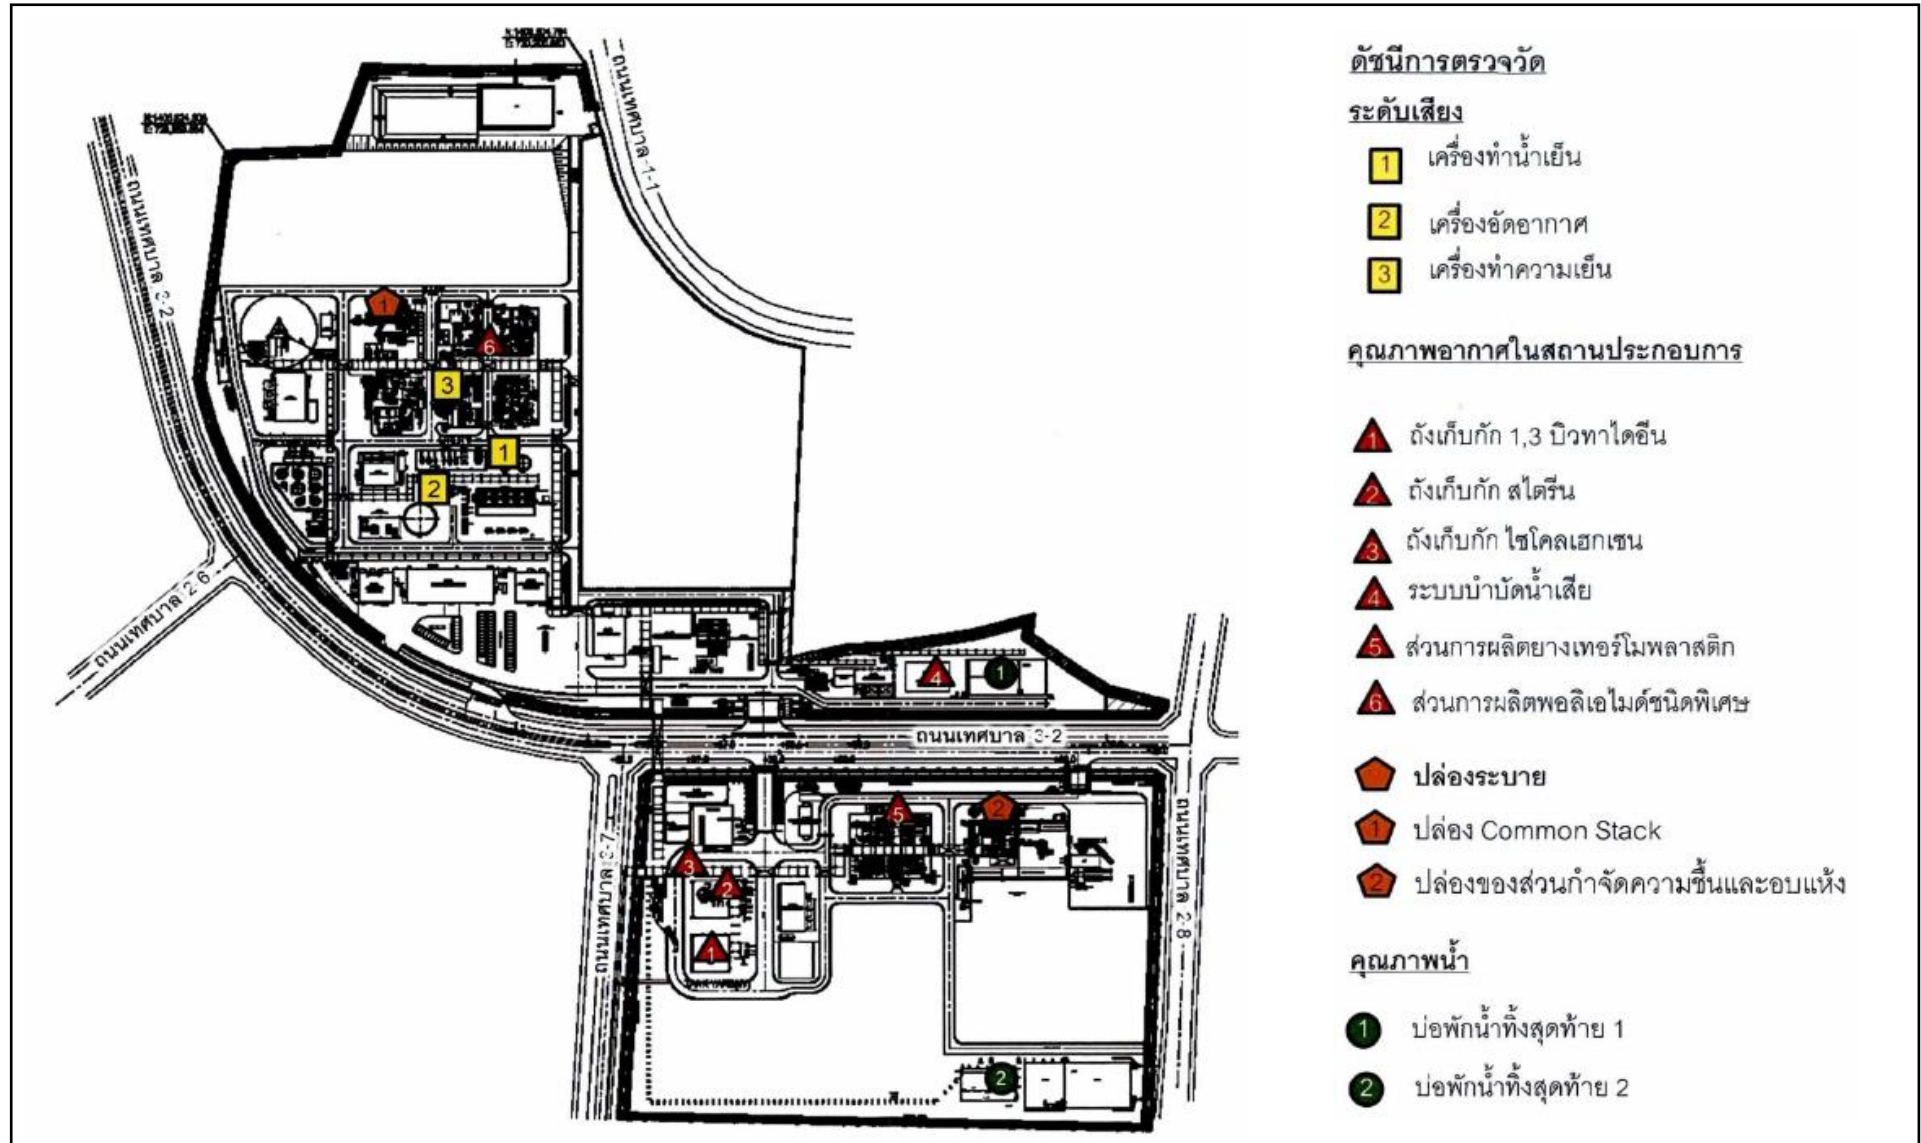 ถนนเทศบาล 1-1
ถนนเทศบาล 3-2
ถนนเทศบาล 2-6
ถนนเทศบาล 3-2
ถนนเทศบาล 3-7
ถนนเทศบาล 2-8
1
6
3
1
2
4
1
5
2
3
2
1
2
ดัชนีการตรวจวัด
ระดับเสียง
1 เครื่องทำน้ำเย็น
2 เครื่องอัดอากาศ
3 เครื่องทำความเย็น
คุณภาพอากาศในสถานประกอบการ
1 ถังเก็บกัก 1,3 บิวทาไดอีน
2 ถังเก็บกัก สไตรีน
3 ถังเก็บกัก ไซโคลเฮกเซน
4 ระบบบำบัดน้ำเสีย
5 ส่วนการผลิตยางเทอร์โมพลาสติก
6 ส่วนการผลิตพอลิเอไมด์ชนิดพิเศษ
ปล่องระบาย
1 ปล่อง Common Stack
2 ปล่องของส่วนกำจัดความชื้นและอบแห้ง
คุณภาพน้ำ
1 บ่อพักน้ำทิ้งสุดท้าย 1
2 บ่อพักน้ำทิ้งสุดท้าย 2